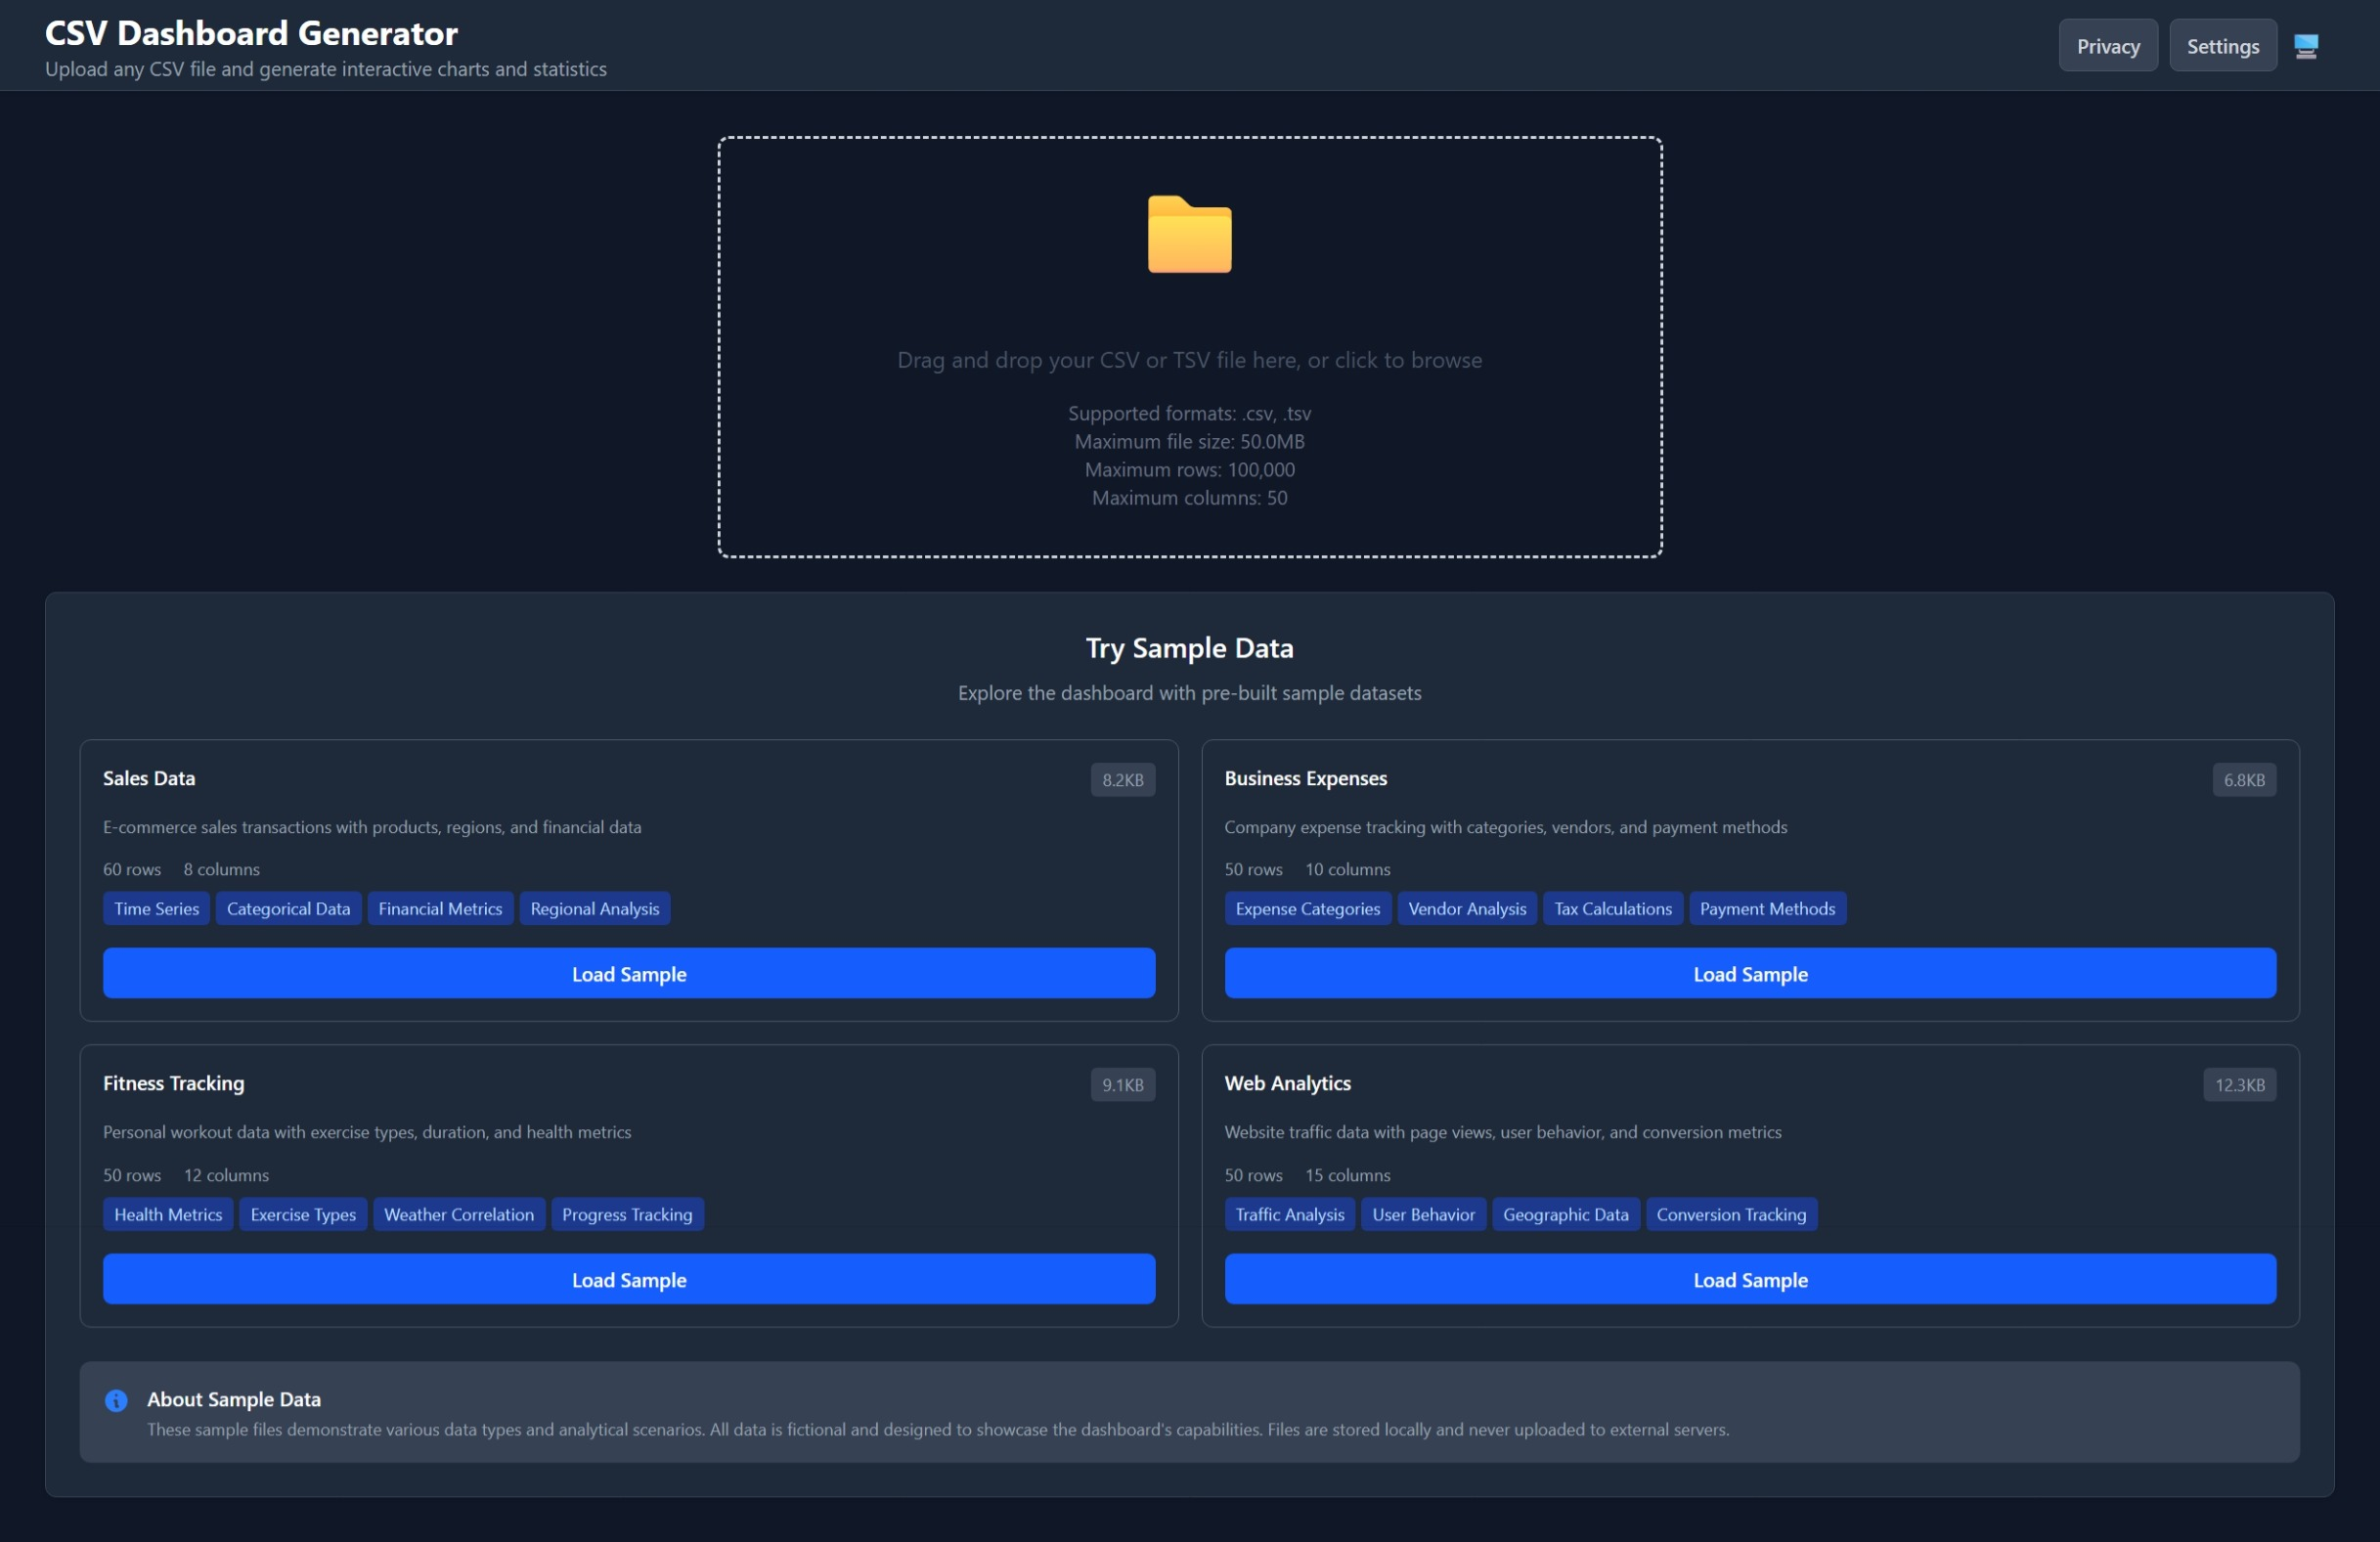 CSV Dashboard Generator
Upload any CSV file and generate interactive charts and statistics
Privacy
Settings
Drag and drop your CSV or TSV file here, or click to browse
Supported formats: .csv, .tsv
Maximum file size: 50.0MB
Maximum rows: 100,000
Maximum columns: 50
Try Sample Data
Explore the dashboard with pre-built sample datasets
Sales Data
8.2KB
E-commerce sales transactions with products, regions, and financial data
60 rows 8 columns
Time Series Categorical Data Financial Metrics Regional Analysis
Load Sample
Business Expenses
6.8KB
Company expense tracking with categories, vendors, and payment methods
50 rows 10 columns
Expense Categories Vendor Analysis Tax Calculations Payment Methods
Load Sample
Fitness Tracking
9.1KB
Personal workout data with exercise types, duration, and health metrics
50 rows 12 columns
Health Metrics Exercise Types Weather Correlation Progress Tracking
Load Sample
Web Analytics
12.3KB
Website traffic data with page views, user behavior, and conversion metrics
50 rows 15 columns
Traffic Analysis User Behavior Geographic Data Conversion Tracking
Load Sample
About Sample Data
These sample files demonstrate various data types and analytical scenarios. All data is fictional and designed to showcase the dashboard's capabilities. Files are stored locally and never uploaded to external servers.